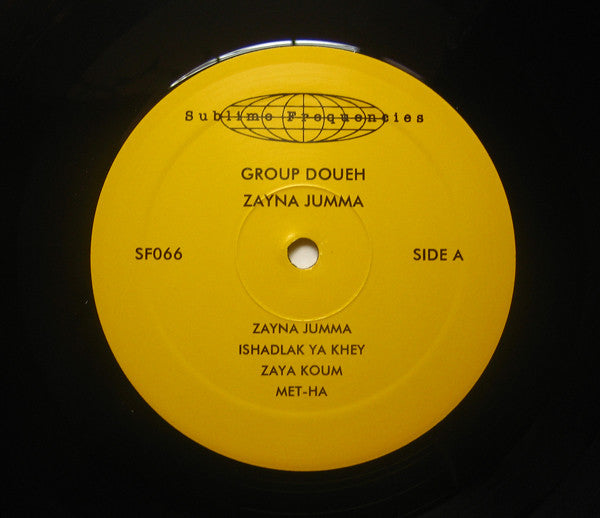 Sublime Frequencies
GROUP DOUEH
ZAYNA JUMMA
SF066
SIDE A
ZAYNA JUMMA
ISHADLAK YA KHEY
ZAYA KOUM
MET-HA